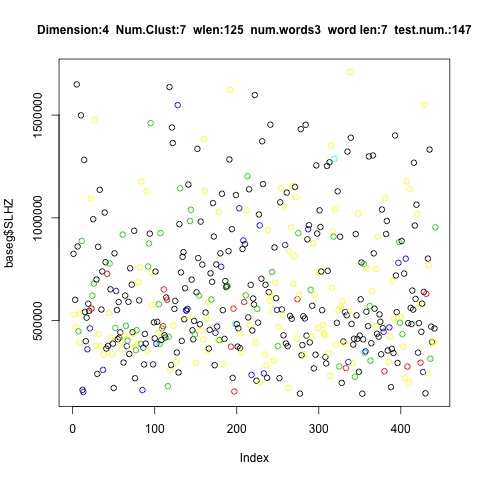 Dimension:4 Num.Clust:7 wlen:125 num.words3 word len:7 test.num.:147
baseg$SLHZ
1500000
1000000
500000
0 100 200 300 400
Index